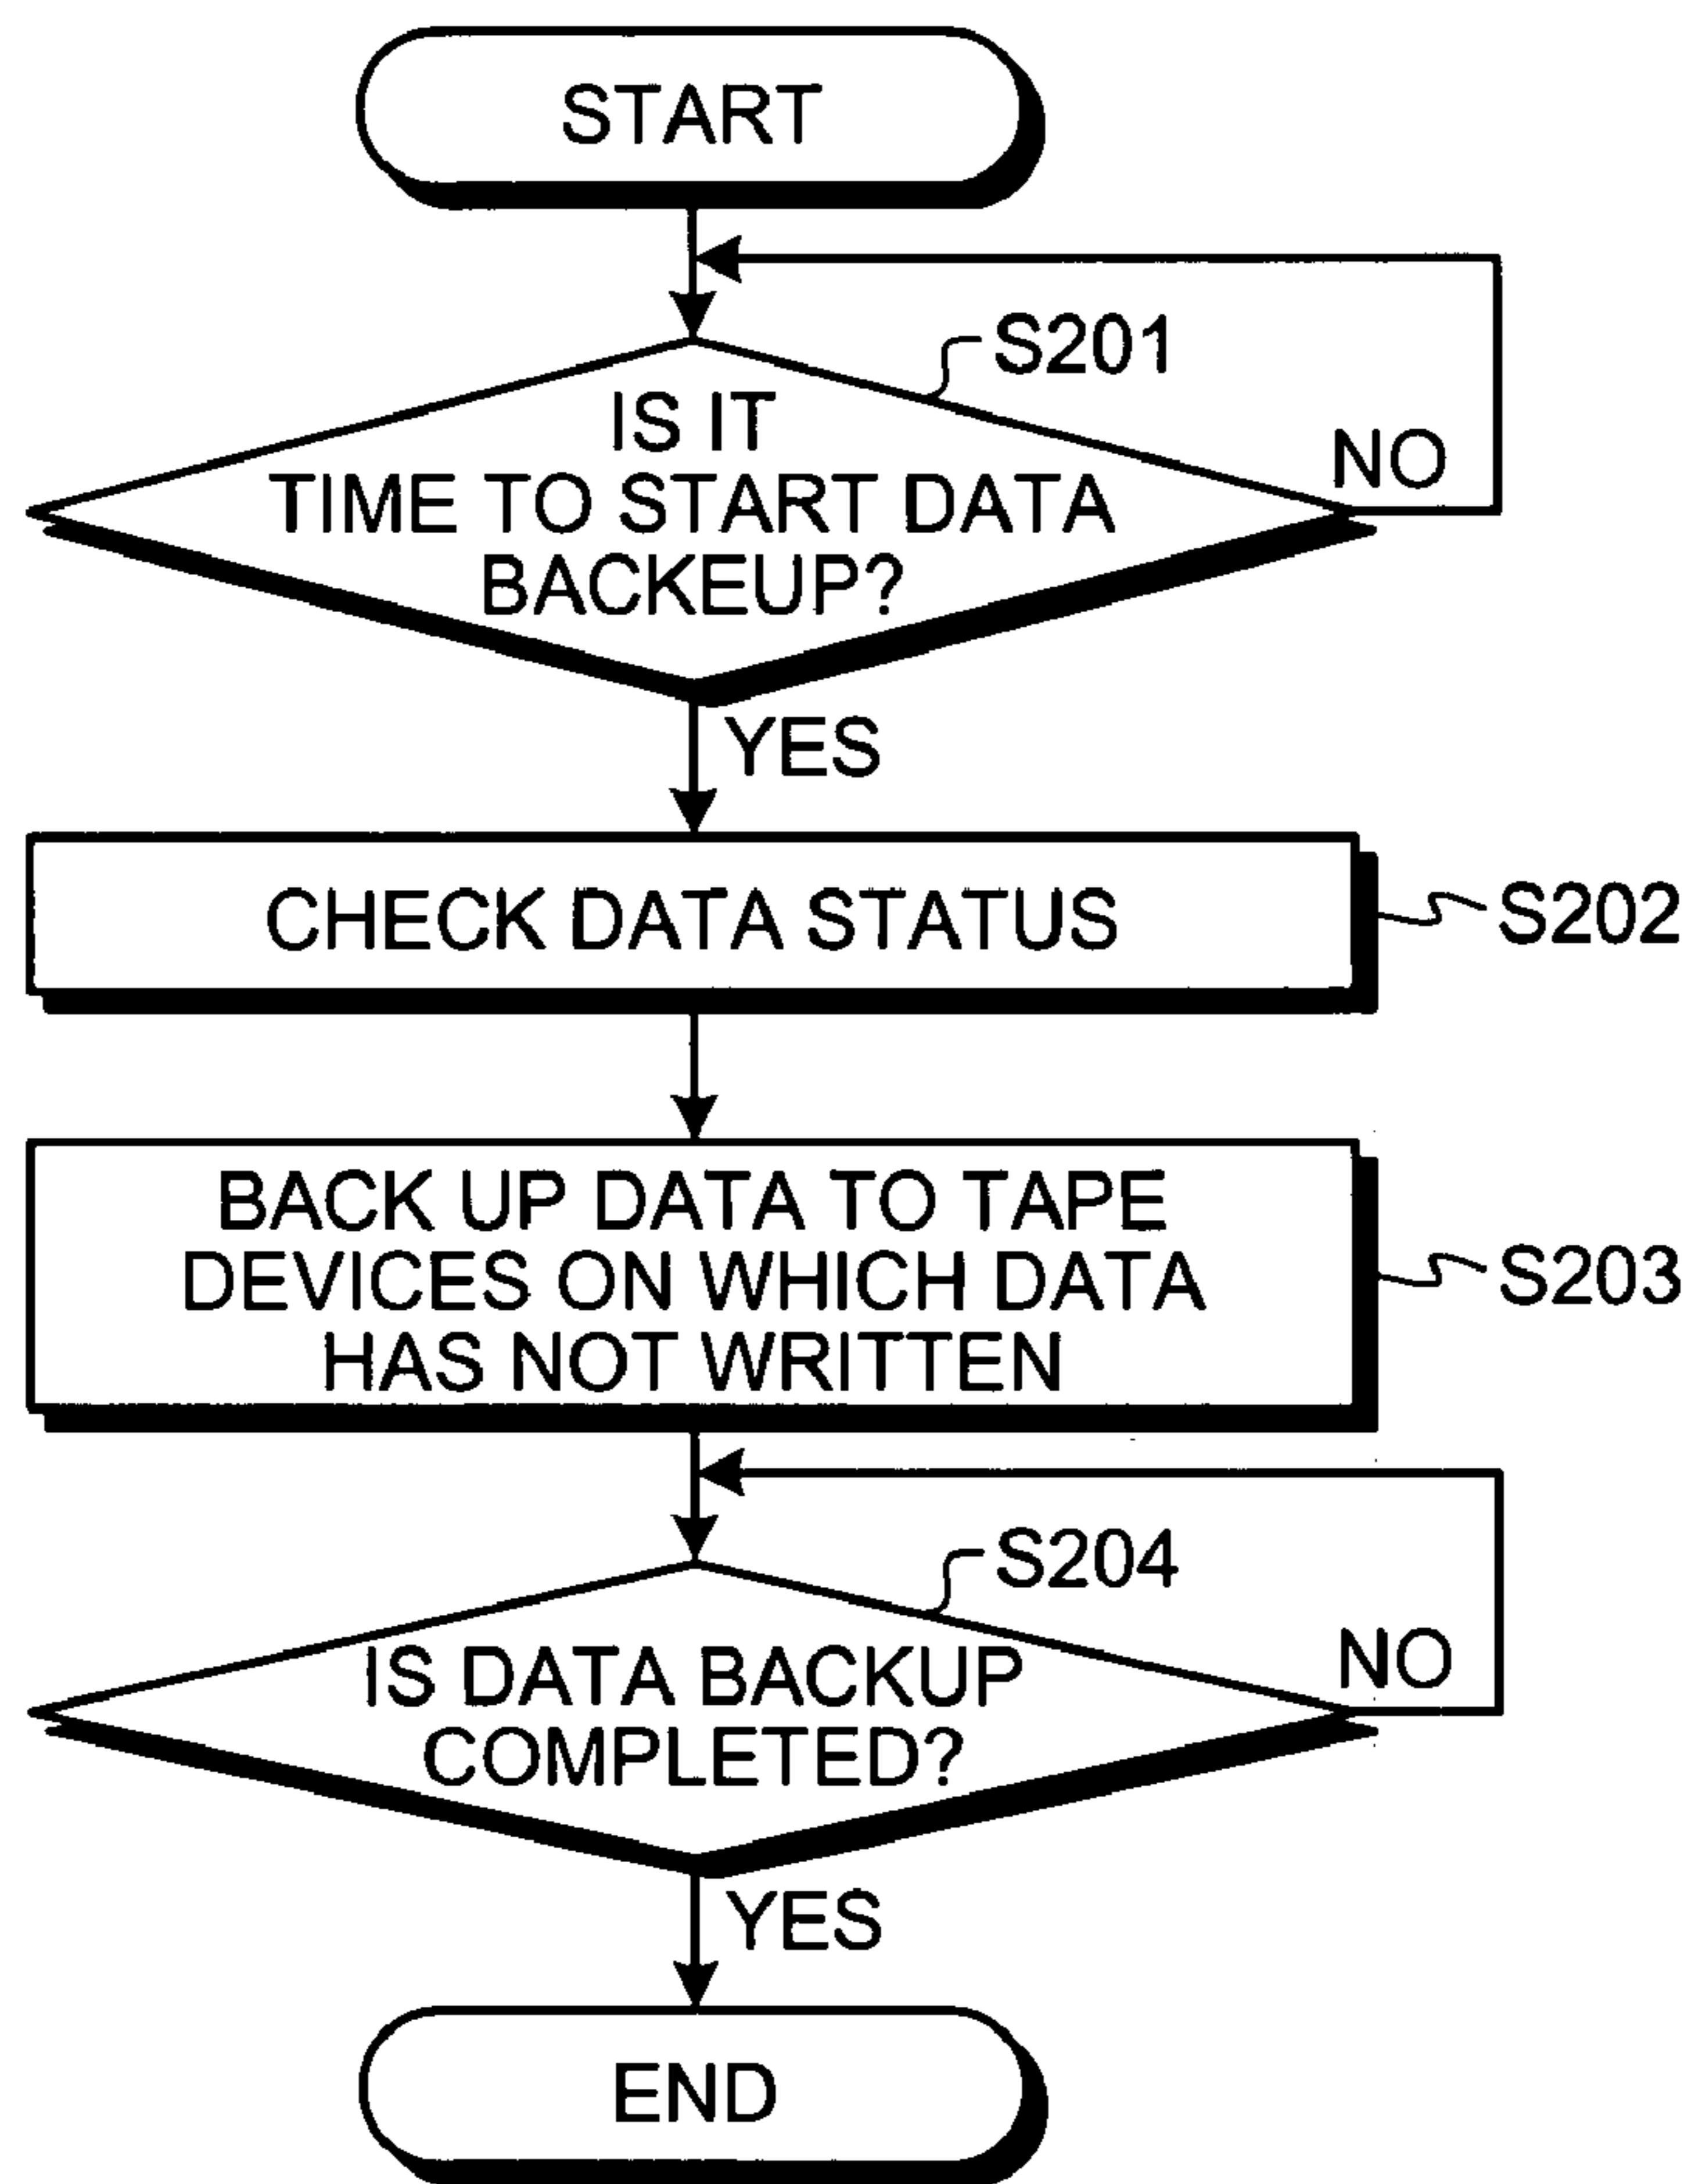 START
S201
IS IT
NO
TIME TO START DATA
BACKEUP?
YES
CHECK DATA STATUS
S202
BACK UP DATA TO TAPE
DEVICES ON WHICH DATA
HAS NOT WRITTEN
S203
S204
IS DATA BACKUP
NO
COMPLETED?
YES
END